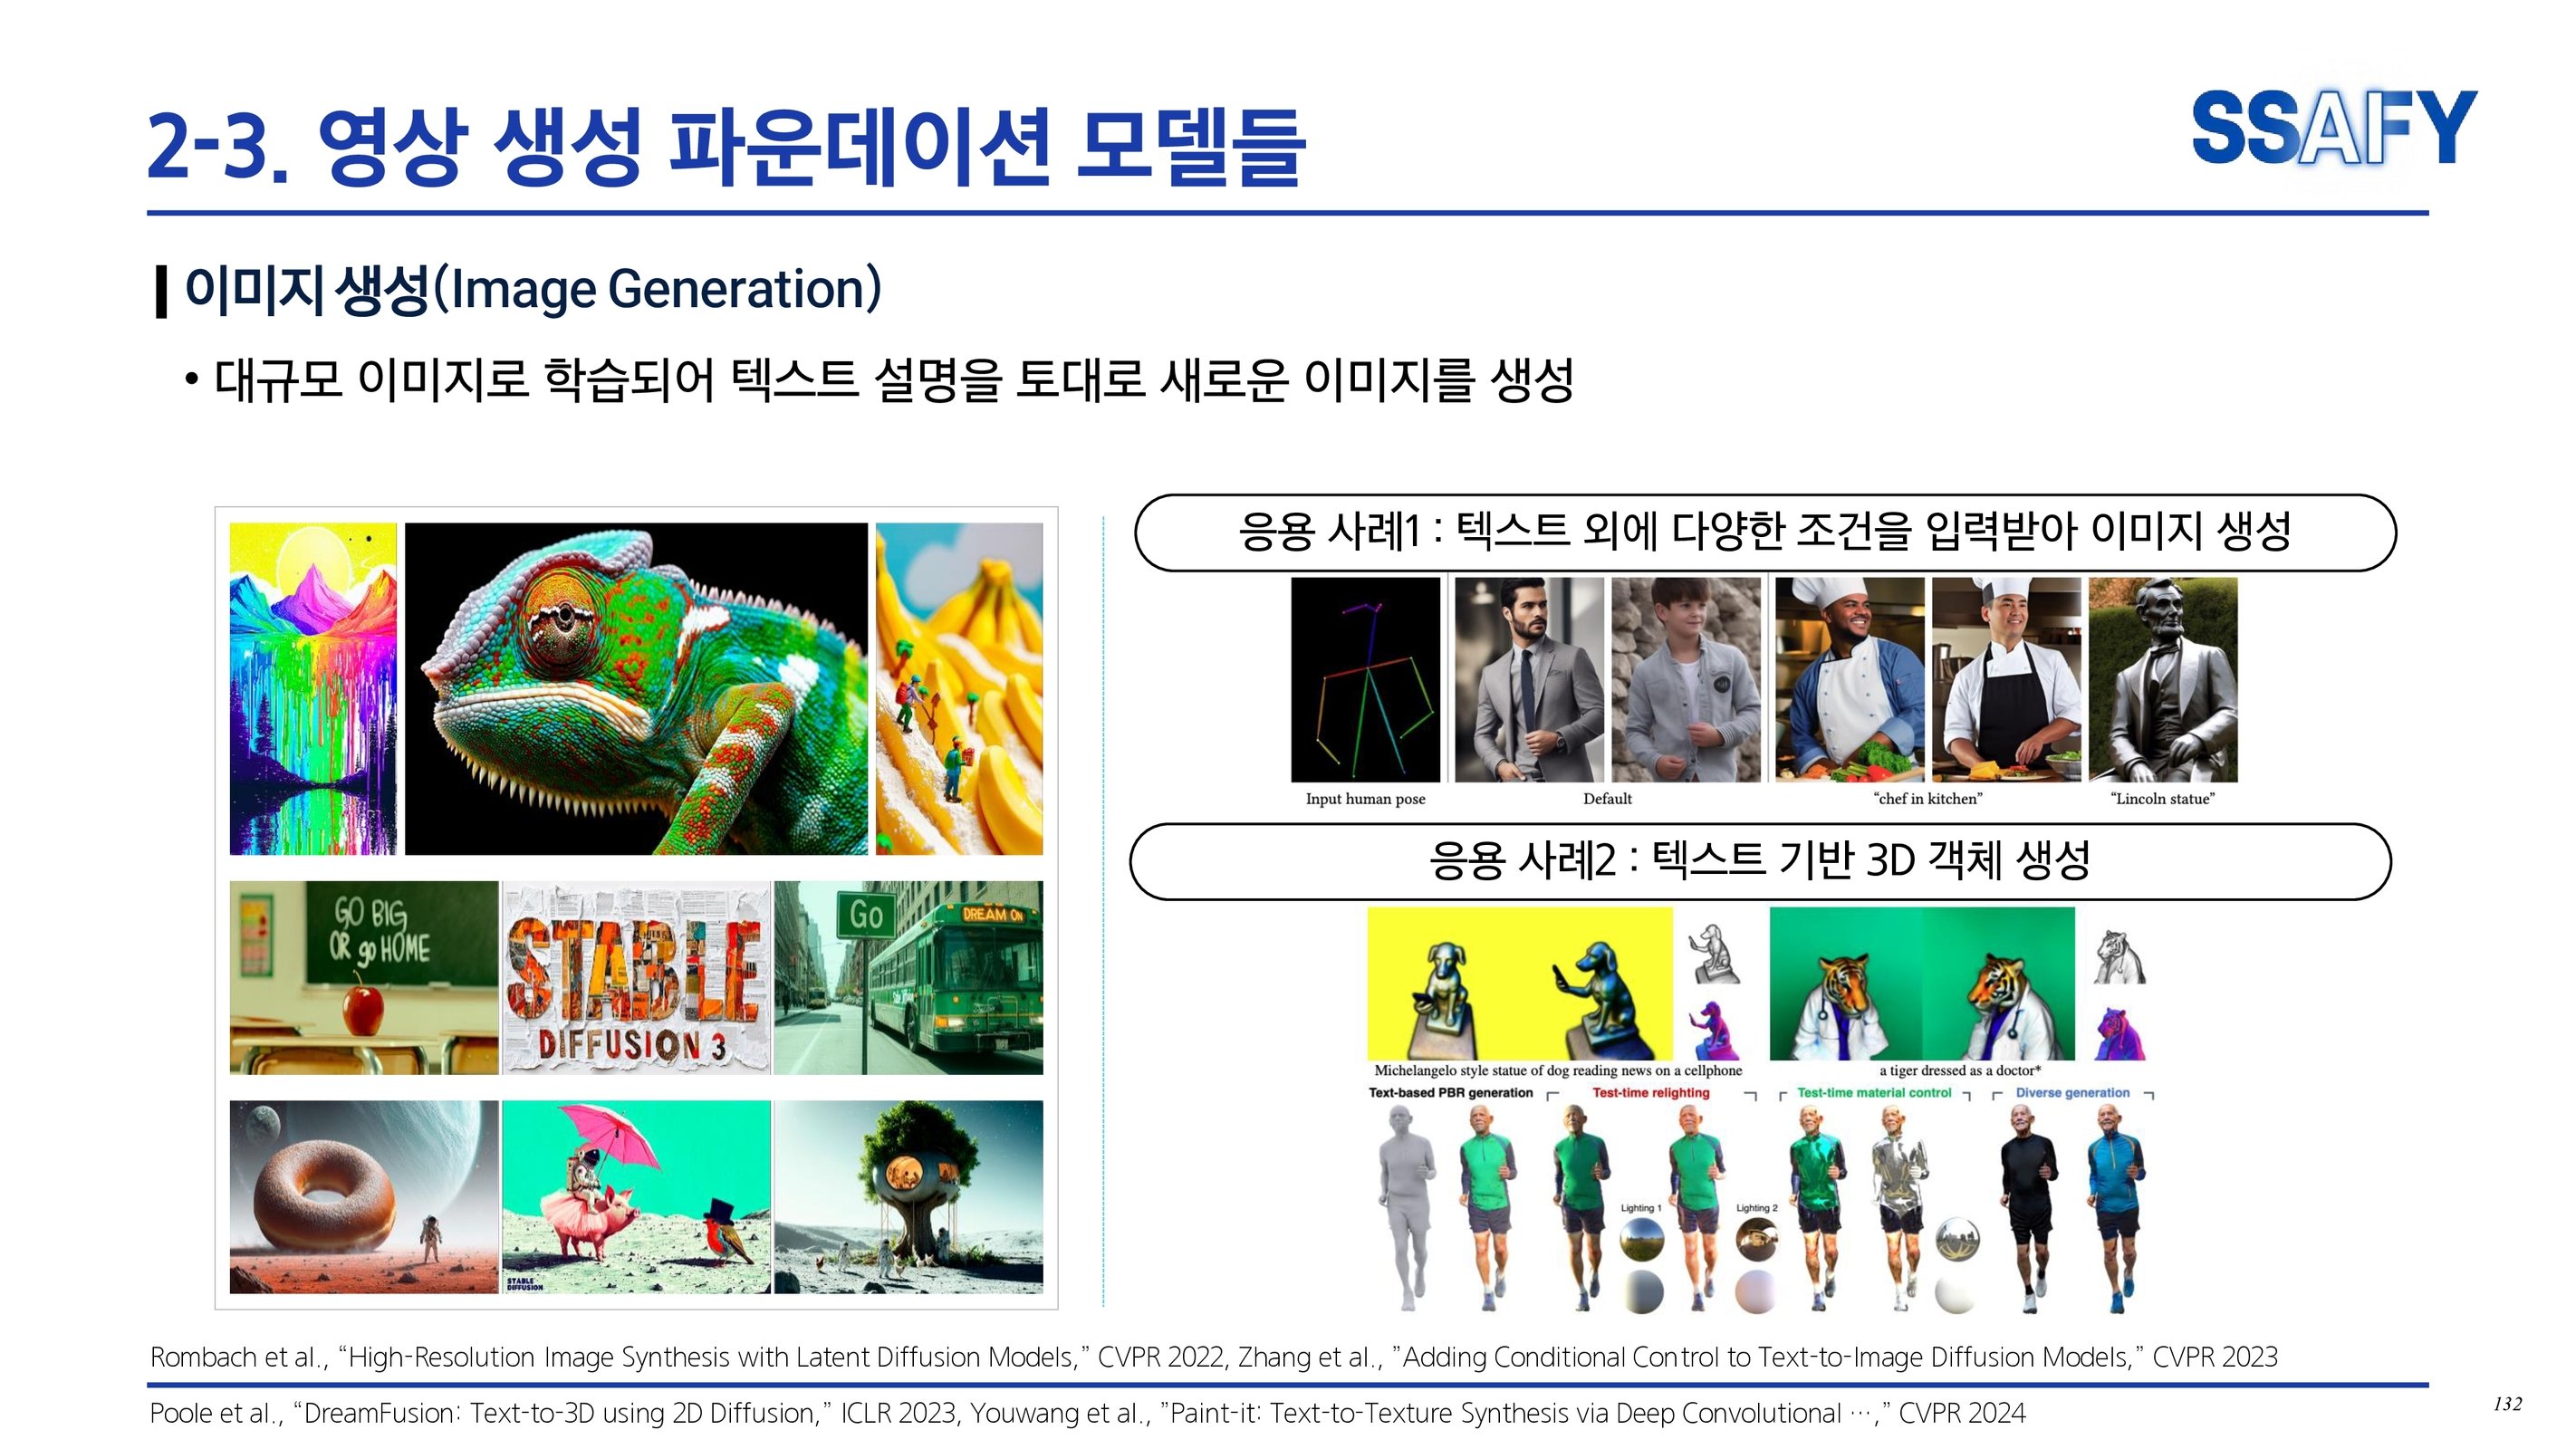 2-3. 영상 생성 파운데이션 모델들
SSAFY
이미지 생성(Image Generation)
• 대규모 이미지로 학습되어 텍스트 설명을 토대로 새로운 이미지를 생성
GO BIG
OR go HOME
STABLE
DIFFUSION 3
Go
DREAM ON
STABLE
DIFFUSION
응용 사례1 : 텍스트 외에 다양한 조건을 입력받아 이미지 생성
Input human pose
Default
“chef in kitchen”
“Lincoln statue”
응용 사례2 : 텍스트 기반 3D 객체 생성
Michelangelo style statue of dog reading news on a cellphone
a tiger dressed as a doctor*
Text-based PBR generation
Test-time relighting
Test-time material control
Diverse generation
Lighting 1
Lighting 2
Rombach et al., “High-Resolution Image Synthesis with Latent Diffusion Models,” CVPR 2022, Zhang et al., ”Adding Conditional Control to Text-to-Image Diffusion Models,” CVPR 2023
Poole et al., “DreamFusion: Text-to-3D using 2D Diffusion,” ICLR 2023, Youwang et al., ”Paint-it: Text-to-Texture Synthesis via Deep Convolutional ⋯,” CVPR 2024
132